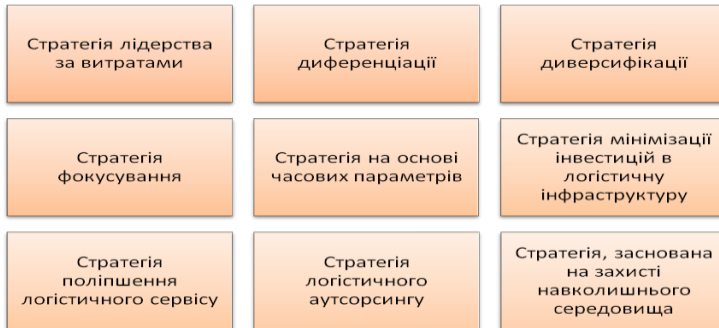 Стратегія лідерства
за витратами
Стратегія
диференціації
Стратегія
диверсифікації
Стратегія
фокусування
Стратегія на основі
часових параметрів
Стратегія мінімізації
інвестицій в
логістичну
інфраструктуру
Стратегія
поліпшення
логістичного сервісу
Стратегія
логістичного
аутсорсингу
Стратегія, заснована
на захисті
навколишнього
середовища